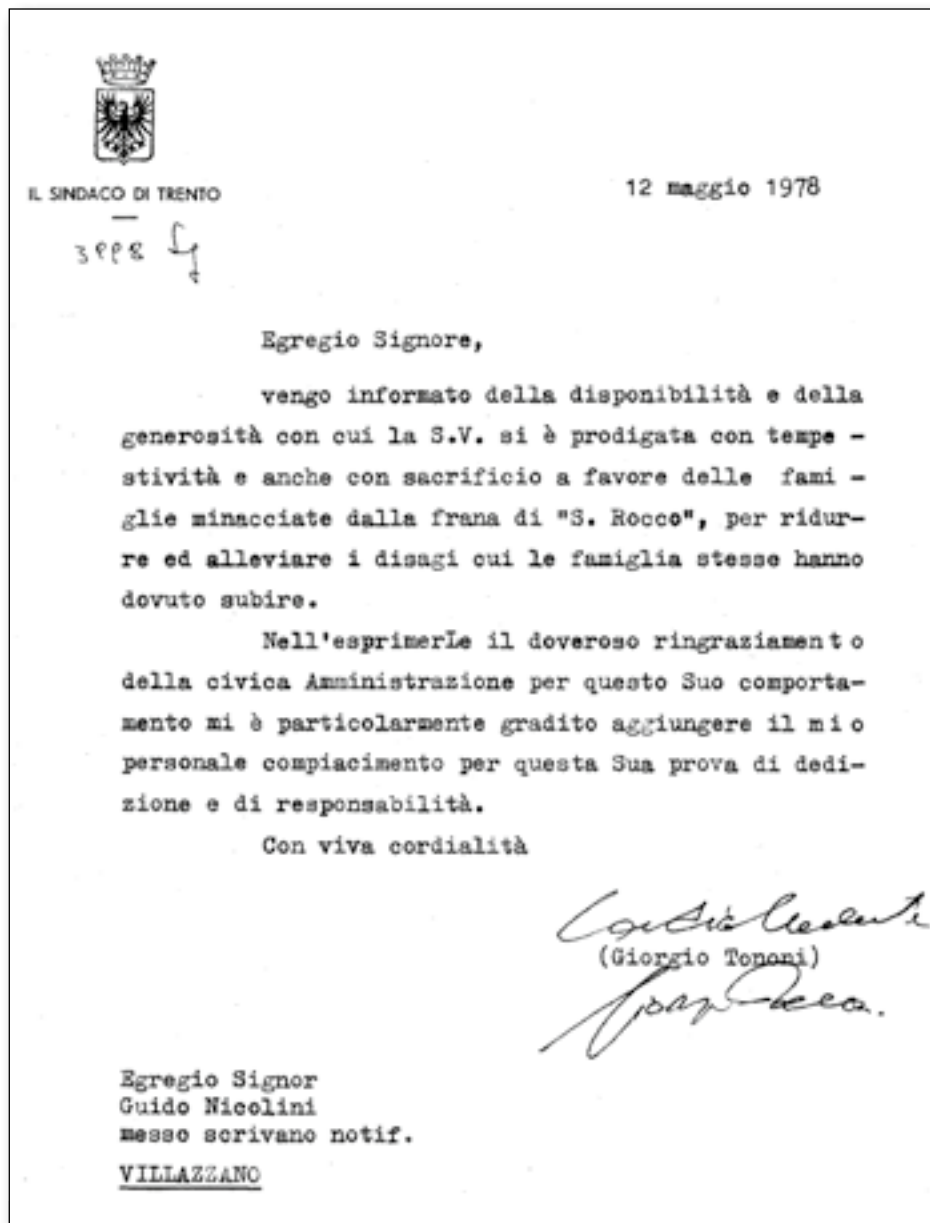 IL SINDACO DI TRENTO
12 maggio 1978
Egregio Signore,
vengo informato della disponibilità e della
generosità con cui la S.V. si è prodigata con tempe -
stività e anche con sacrificio a favore delle fami -
glie minacciate dalla frana di "S. Rocco", per ridur-
re ed alleviare i disagi cui le famiglia stesse hanno
dovuto subire.
Nell'esprimerLe il doveroso ringraziamento
della civica Amministrazione per questo Suo comporta-
mento mi è particolarmente gradito aggiungere il mio
personale compiacimento per questa Sua prova di dedi-
zione e di responsabilità.
Con viva cordialità
(Giorgio Tononi)
Egregio Signor
Guido Nicolini
messo scrivano notif.
VILLAZZANO